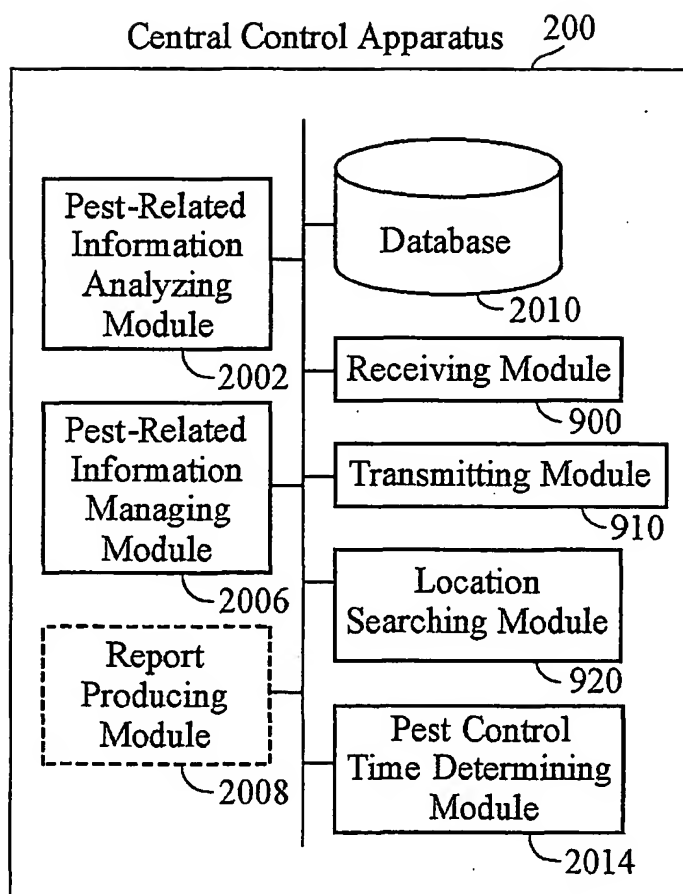 Central Control Apparatus
200
Pest-Related
Information
Analyzing
Module
2002
Pest-Related
Information
Managing
Module
2006
Report
Producing
Module
2008
Database
2010
Receiving Module
900
Transmitting Module
910
Location
Searching Module
920
Pest Control
Time Determining
Module
2014